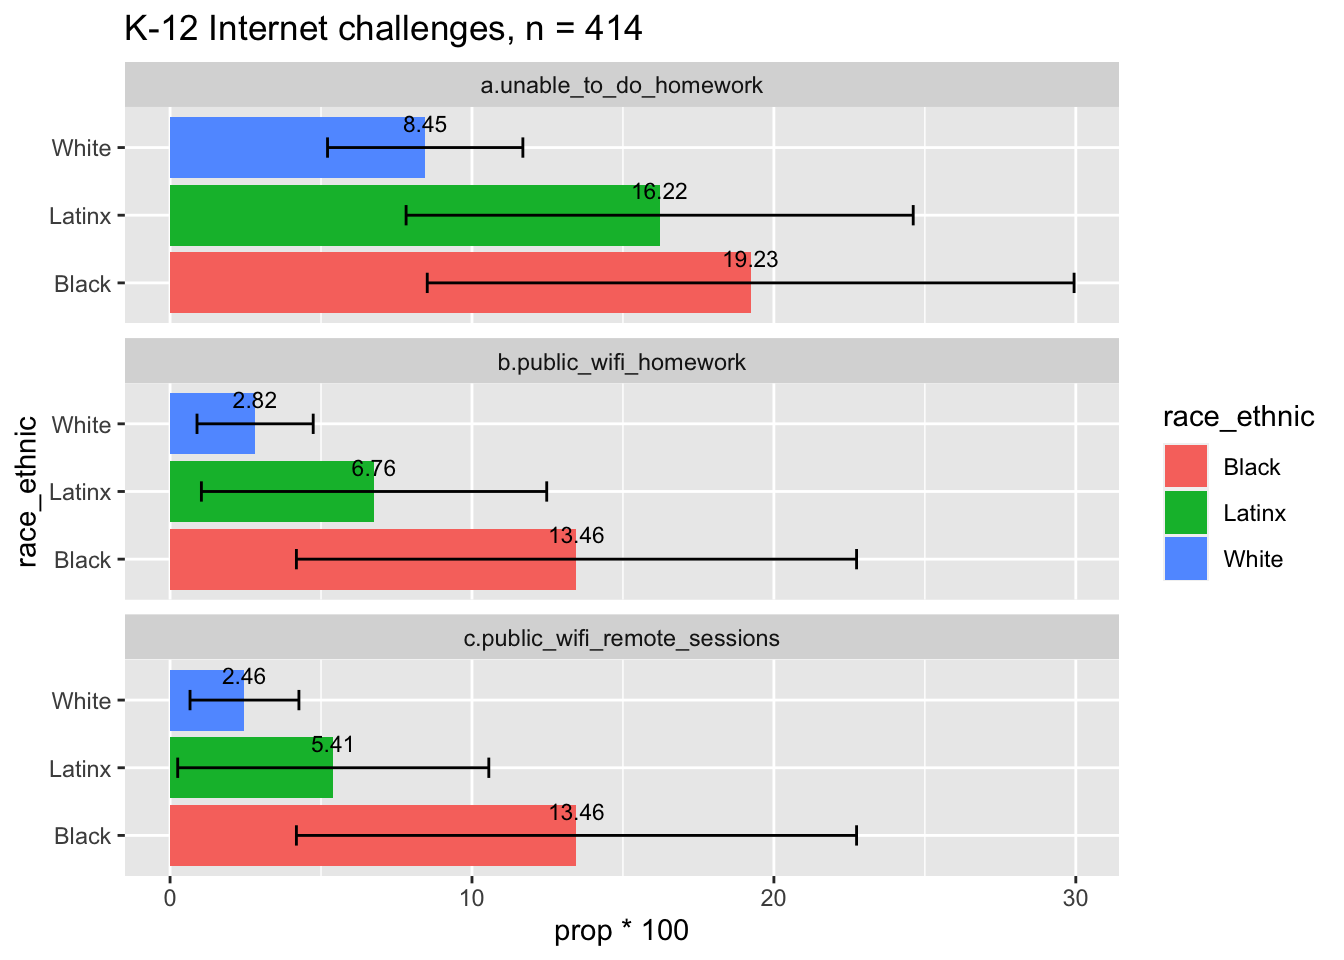 K-12 Internet challenges, n = 414
a.unable_to_do_homework
White
8.45
Latinx
16.22
Black
19.23
b.public_wifi_homework
White
2.82
Latinx
6.76
Black
13.46
c.public_wifi_remote_sessions
White
2.46
Latinx
5.41
Black
13.46
0 10 20 30
prop * 100
race_ethnic
race_ethnic
Black
Latinx
White